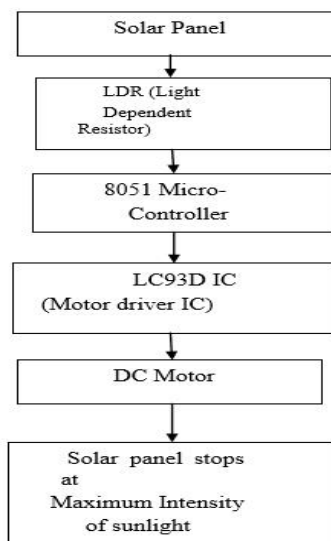 Solar Panel
LDR (Light
Dependent
Resistor)
8051 Micro-
Controller
LC93D IC
(Motor driver IC)
DC Motor
Solar panel stops
at
Maximum Intensity
of sunlight